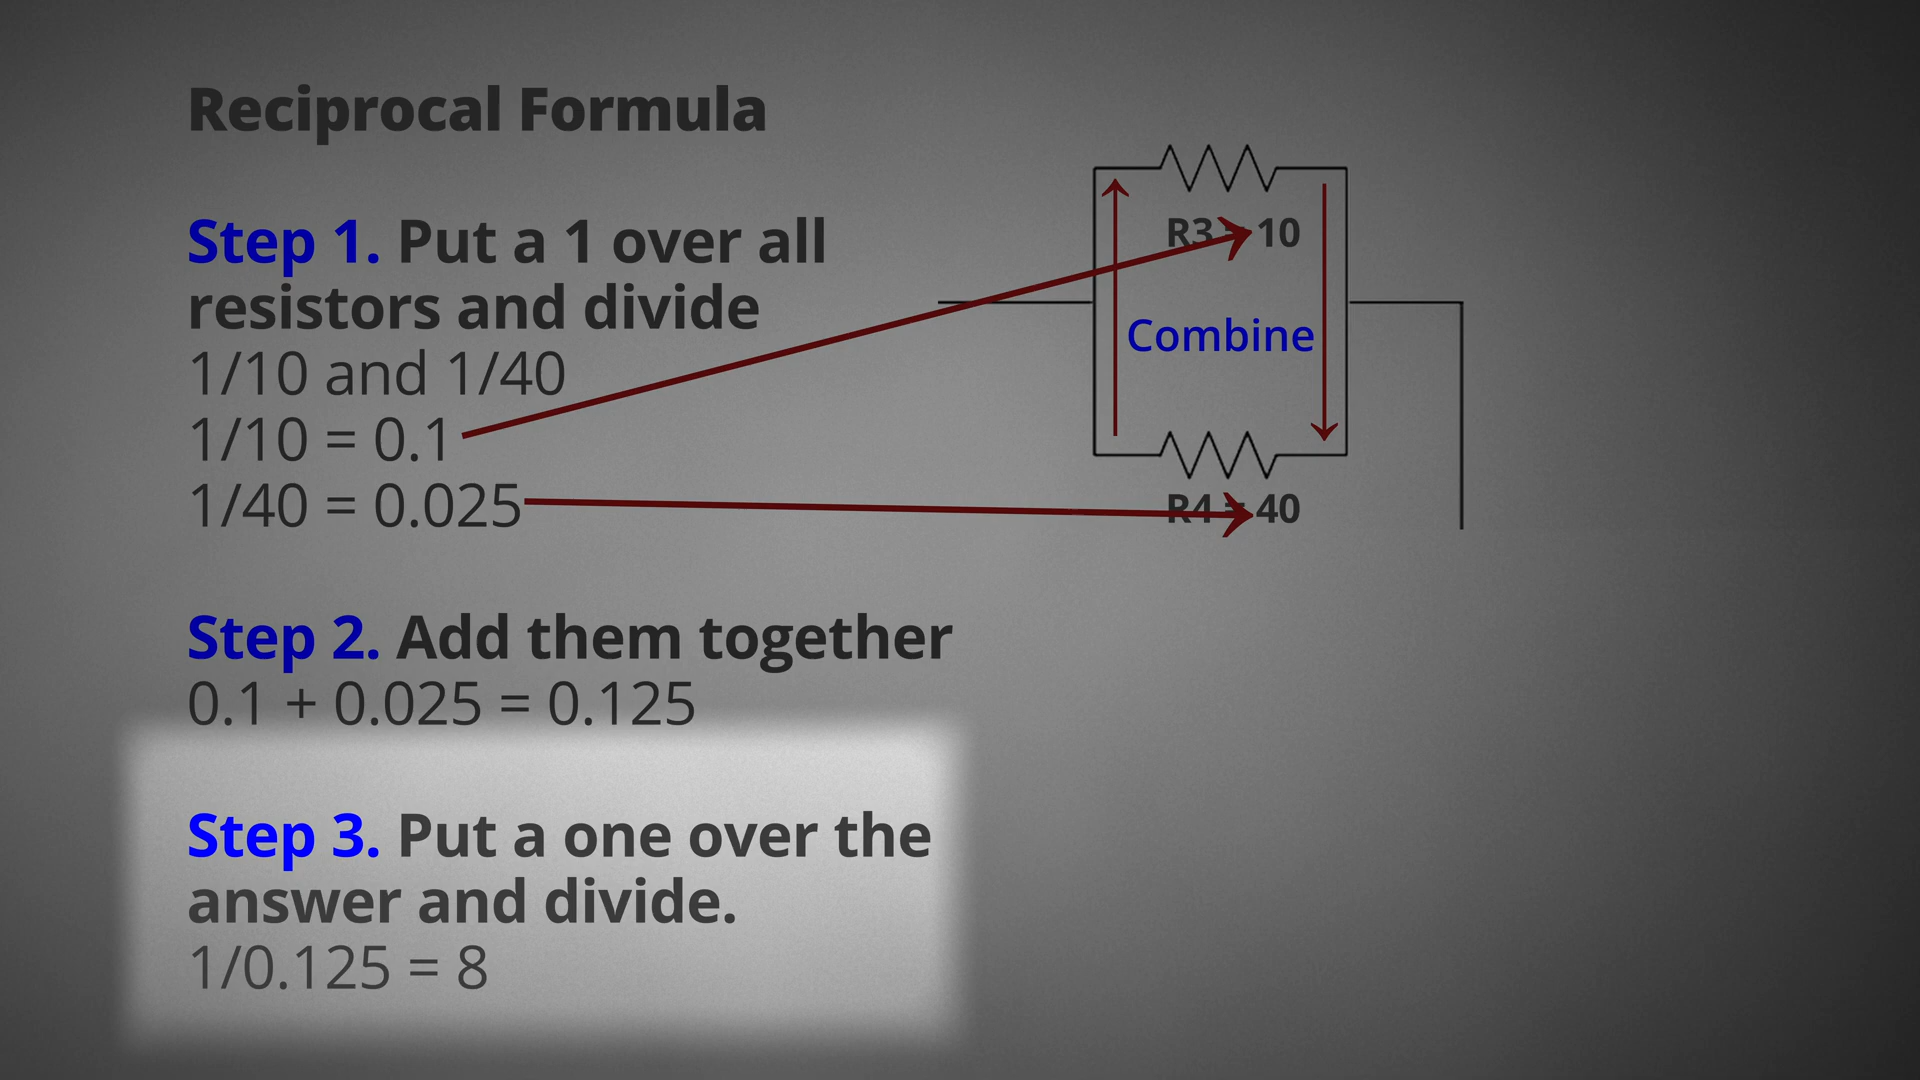 Reciprocal Formula
Step 1. Put a 1 over all
resistors and divide
1/10 and 1/40
1/10 = 0.1
1/40 = 0.025
Step 2. Add them together
0.1 + 0.025 = 0.125
Step 3. Put a one over the
answer and divide.
1/0.125 = 8
R3 = 10
Combine
R4 = 40